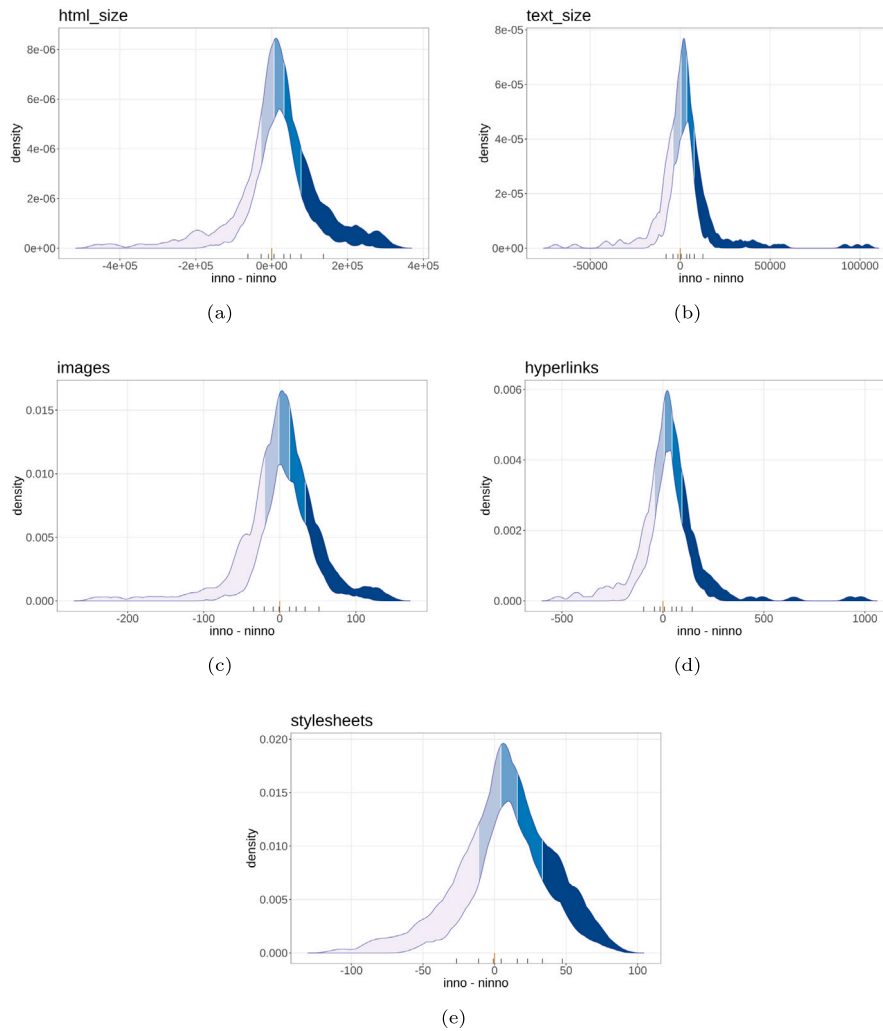 html_size
density
8e-06
6e-06
4e-06
2e-06
0e+00
-4e+05 -2e+05 0e+00 2e+05 4e+05
inno - ninno
(a)
text_size
density
8e-05
6e-05
4e-05
2e-05
0e+00
-50000 0 50000 100000
inno - ninno
(b)
images
density
0.015
0.010
0.005
0.000
-200 -100 0 100
inno - ninno
(c)
hyperlinks
density
0.006
0.004
0.002
0.000
-500 0 500 1000
inno - ninno
(d)
stylesheets
density
0.020
0.015
0.010
0.005
0.000
-100 -50 0 50 100
inno - ninno
(e)